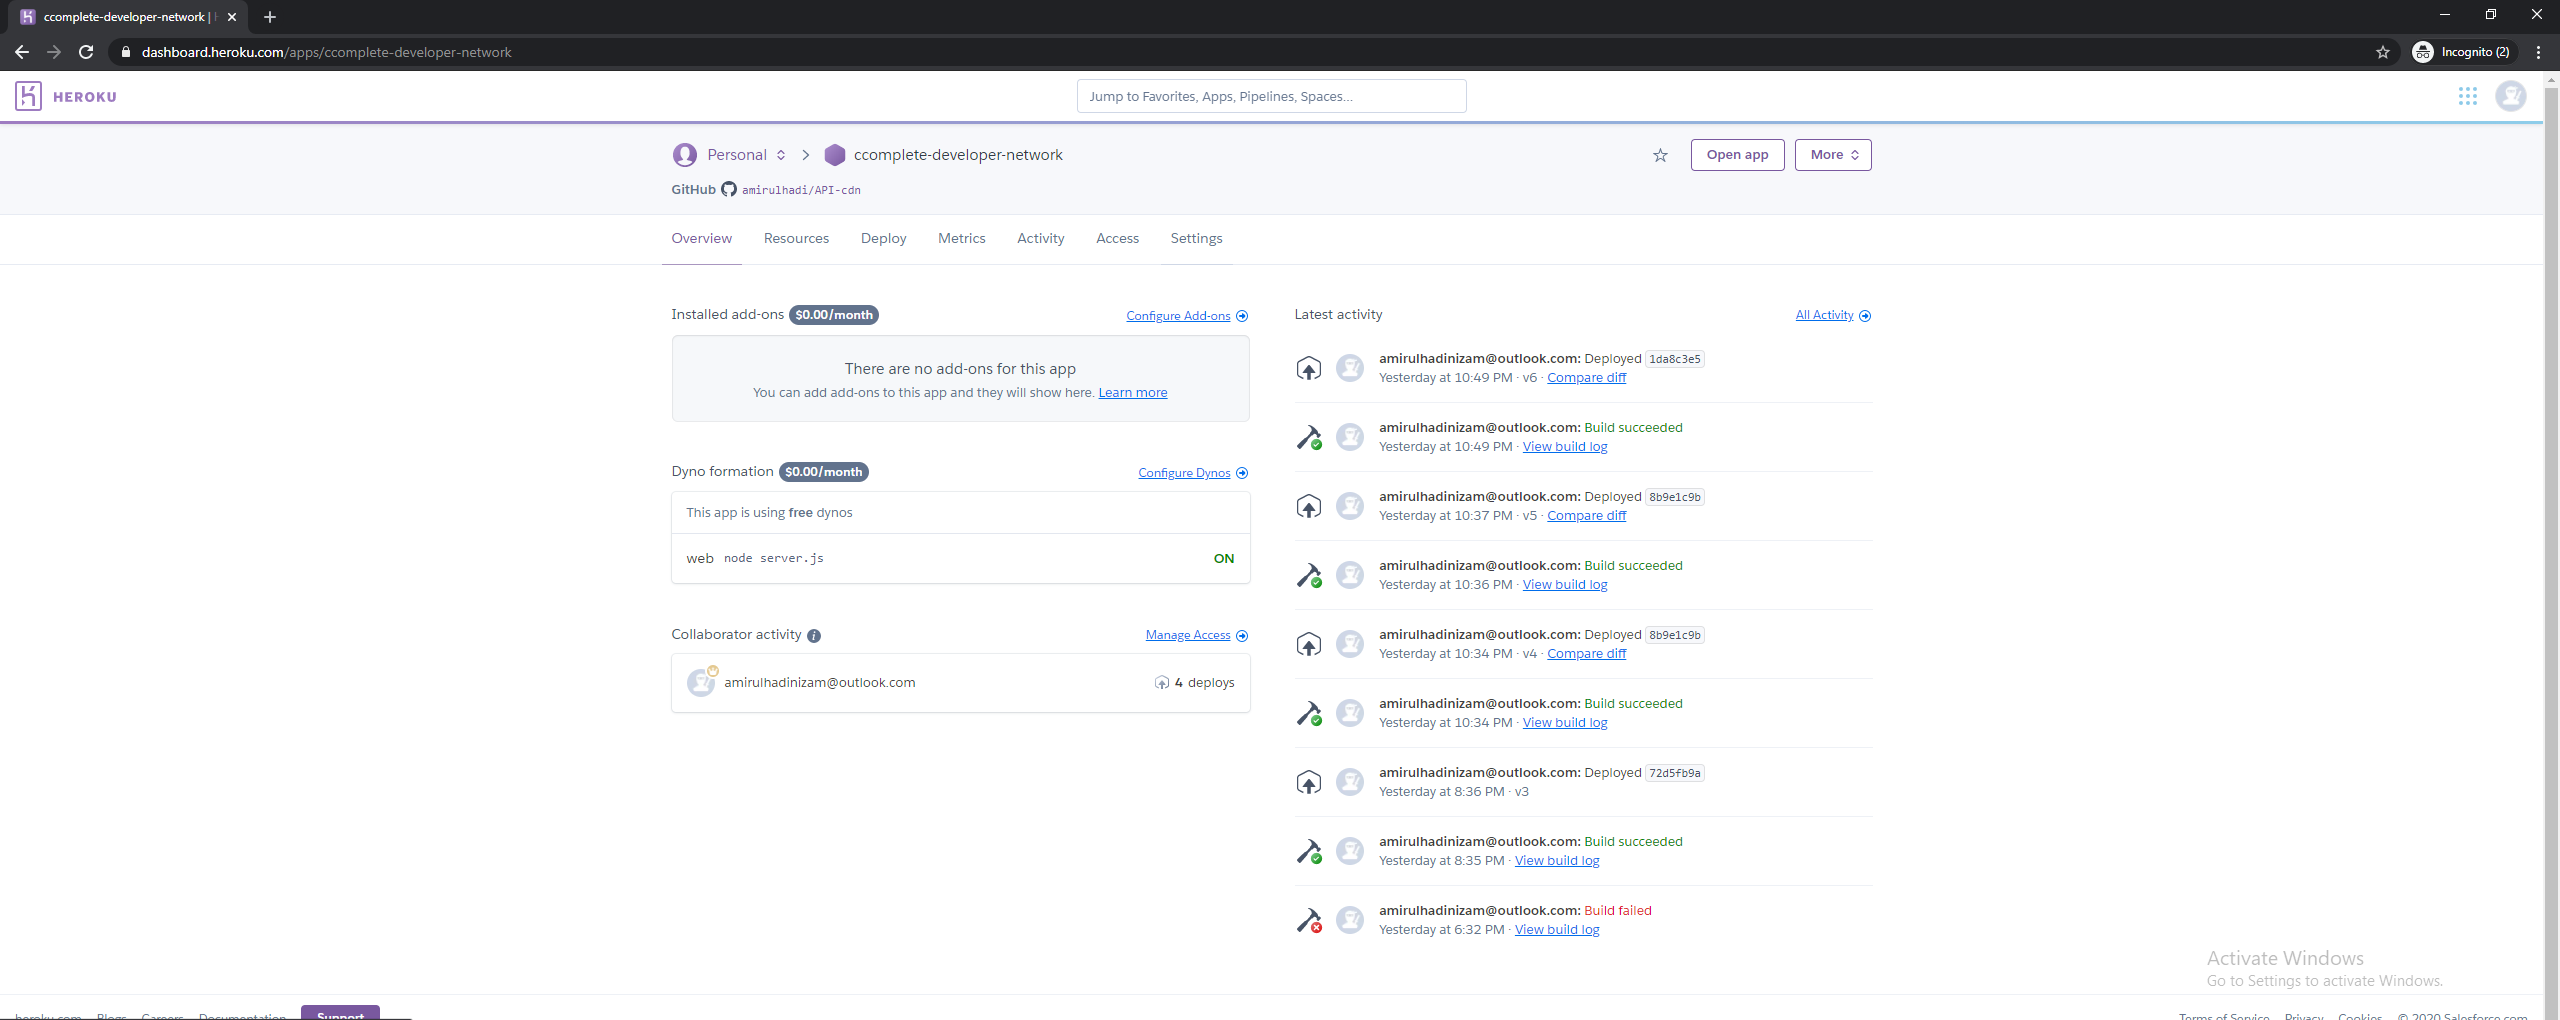 ccomplete-developer-network |
dashboard.heroku.com/apps/ccomplete-developer-network
Incognito (2)
HEROKU
Jump to Favorites, Apps, Pipelines, Spaces...
Personal
ccomplete-developer-network
Open app
More
GitHub amirulhadi/API-cdn
Overview
Resources
Deploy
Metrics
Activity
Access
Settings
Installed add-ons $0.00/month
Configure Add-ons
There are no add-ons for this app
You can add add-ons to this app and they will show here. Learn more
Dyno formation $0.00/month
Configure Dynos
This app is using free dynos
web node server.js
ON
Collaborator activity i
Manage Access
amirulhadinizam@outlook.com
4 deploys
Latest activity
All Activity
amirulhadinizam@outlook.com: Deployed 1da8c3e5
Yesterday at 10:49 PM · v6 · Compare diff
amirulhadinizam@outlook.com: Build succeeded
Yesterday at 10:49 PM · View build log
amirulhadinizam@outlook.com: Deployed 8b9e1c9b
Yesterday at 10:37 PM · v5 · Compare diff
amirulhadinizam@outlook.com: Build succeeded
Yesterday at 10:36 PM · View build log
amirulhadinizam@outlook.com: Deployed 8b9e1c9b
Yesterday at 10:34 PM · v4 · Compare diff
amirulhadinizam@outlook.com: Build succeeded
Yesterday at 10:34 PM · View build log
amirulhadinizam@outlook.com: Deployed 72d5fb9a
Yesterday at 8:36 PM · v3
amirulhadinizam@outlook.com: Build succeeded
Yesterday at 8:35 PM · View build log
amirulhadinizam@outlook.com: Build failed
Yesterday at 6:32 PM · View build log
Activate Windows
Go to Settings to activate Windows.
heroku.com Blogs Careers Documentation Support
Terms of Service Privacy Cookies © 2020 Salesforce.com